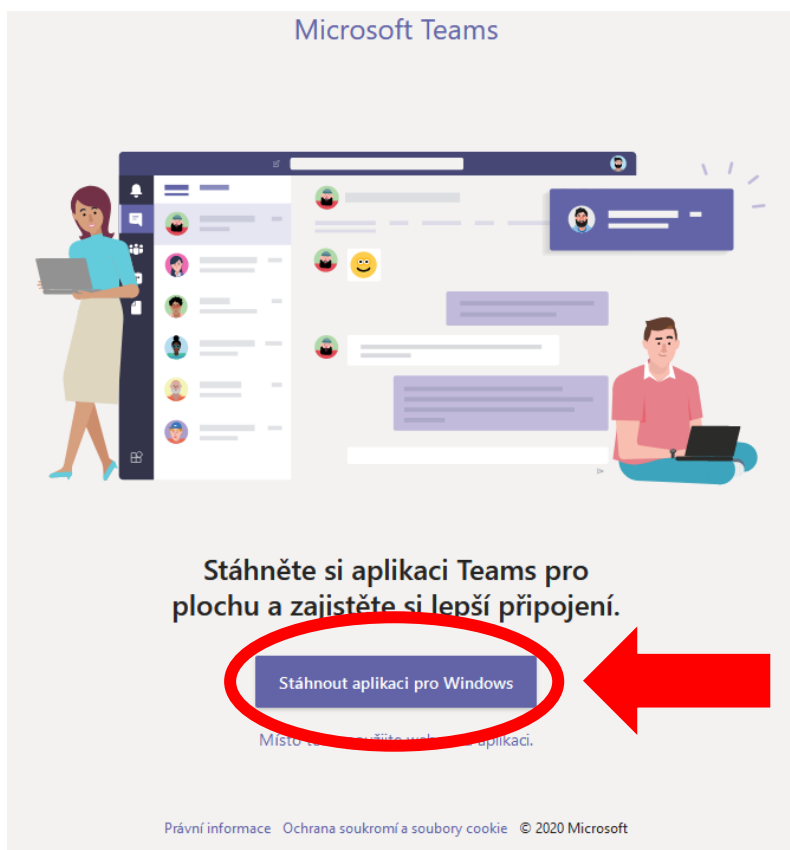 Microsoft Teams
Stáhněte si aplikaci Teams pro
plochu a zajistěte si lepší připojení.
Stáhnout aplikaci pro Windows
Místo aplikaci.
Právní informace Ochrana soukromí a soubory cookie © 2020 Microsoft